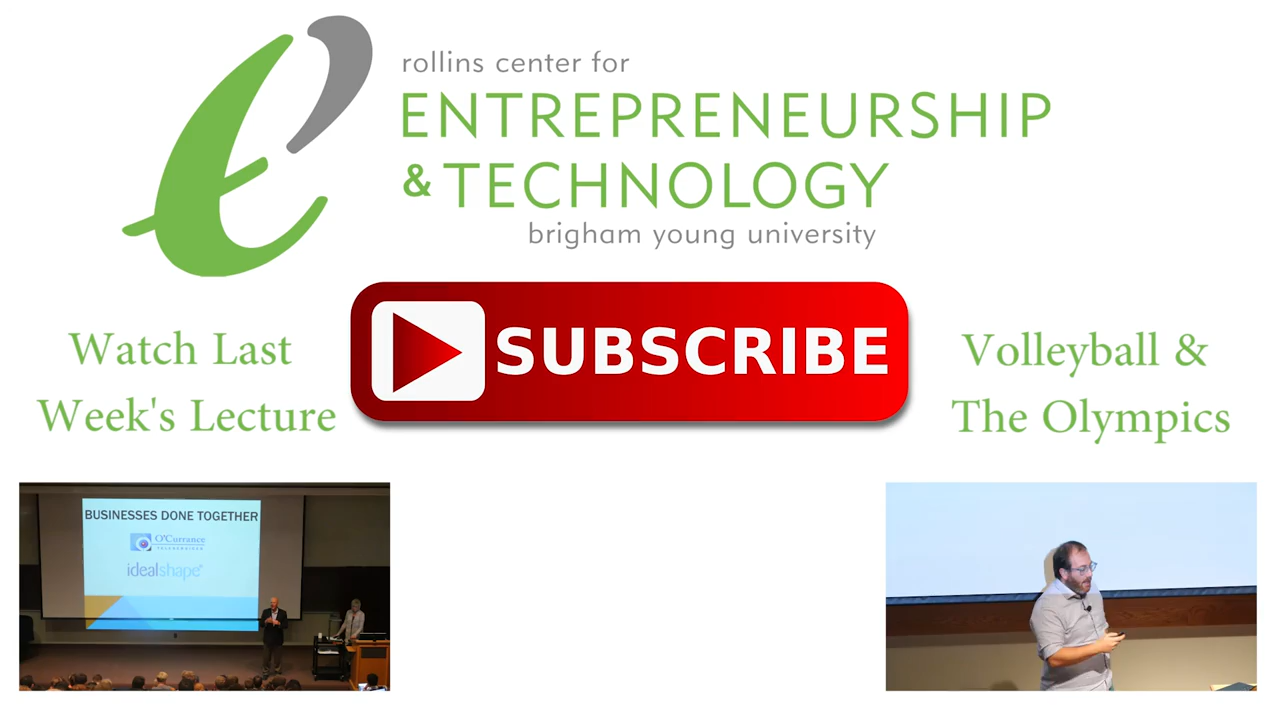 rollins center for
ENTREPRENEURSHIP
& TECHNOLOGY
brigham young university
SUBSCRIBE
Watch Last
Week's Lecture
Volleyball &
The Olympics
BUSINESSES DONE TOGETHER
O'Currance
TELESERVICES
idealshape